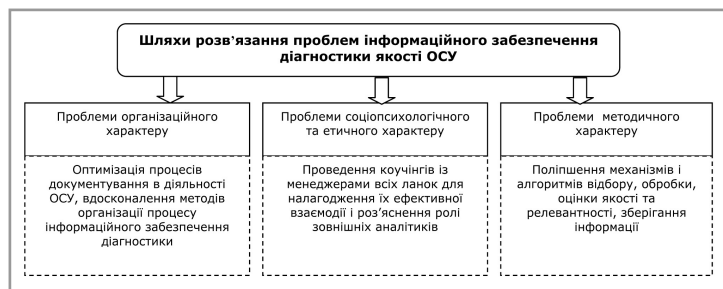 Шляхи розв'язання проблем інформаційного забезпечення
діагностики якості ОСУ
Проблеми організаційного
характеру
Оптимізація процесів
документування в діяльності
ОСУ, вдосконалення методів
організації процесу
інформаційного забезпечення
діагностики
Проблеми соціопсихологічного
та етичного характеру
Проведення коучингів із
менеджерами всіх ланок для
налагодження їх ефективної
взаємодії і роз'яснення ролі
зовнішніх аналітиків
Проблеми методичного
характеру
Поліпшення механізмів і
алгоритмів відбору, обробки,
оцінки якості та
релевантності, зберігання
інформації